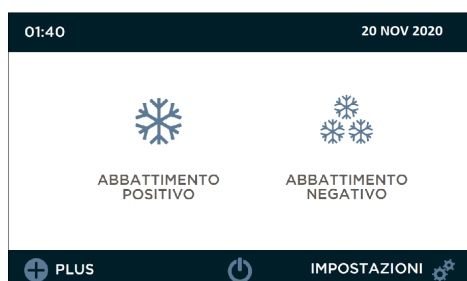 01:40 20 NOV 2020
ABBATTIMENTO
POSITIVO
ABBATTIMENTO
NEGATIVO
PLUS IMPOSTAZIONI